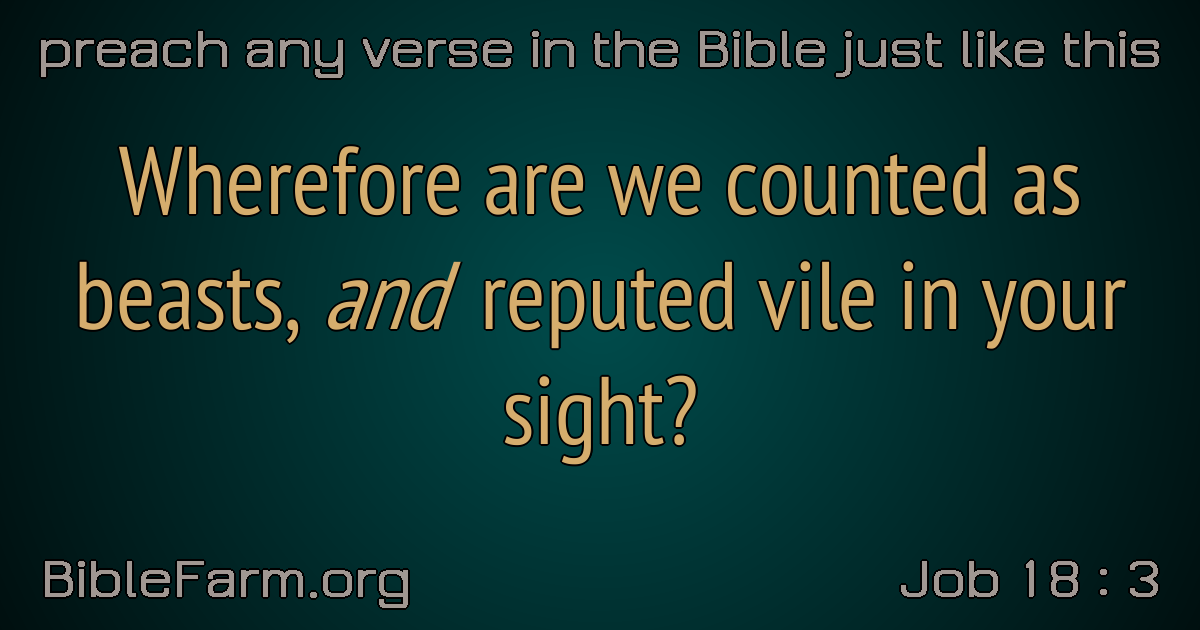 preach any verse in the Bible just like this
Wherefore are we counted as
beasts, and reputed vile in your
sight?
BibleFarm.org
Job 18 : 3